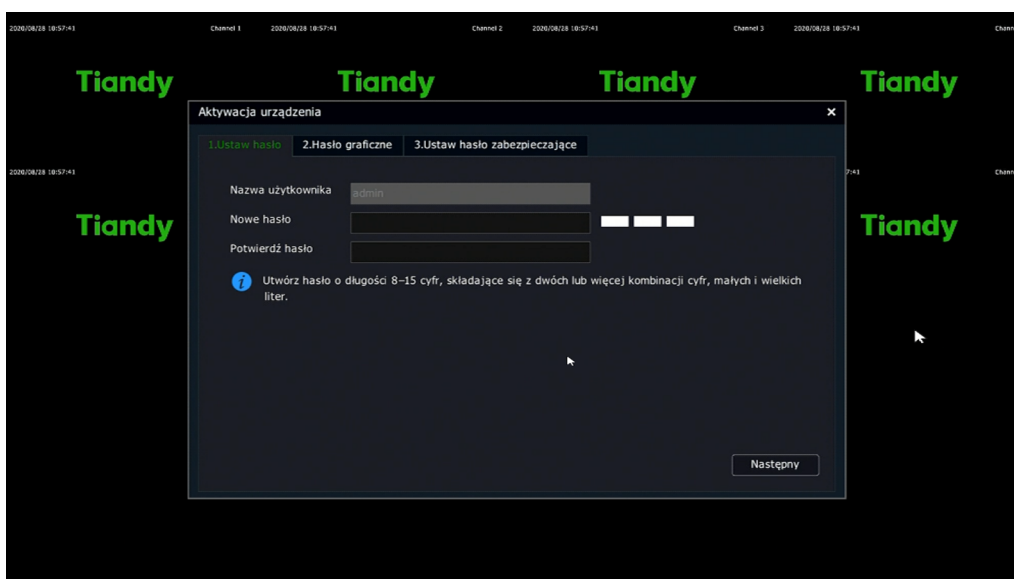 2020/08/28 10:57:41
Channel 1
2020/08/28 10:57:41
Channel 2
2020/08/28 10:57:41
Channel 3
2020/08/28 10:57:41
Chann
Tiandy
Tiandy
Tiandy
Tiandy
Aktywacja urządzenia
1.Ustaw hasło
2.Hasło graficzne
3.Ustaw hasło zabezpieczające
2020/08/28 10:57:41
7:41
Chann
Nazwa użytkownika
admin
Nowe hasło
Tiandy
Tiandy
Potwierdź hasło
Utwórz hasło o długości 8–15 cyfr, składające się z dwóch lub więcej kombinacji cyfr, małych i wielkich
liter.
Następny